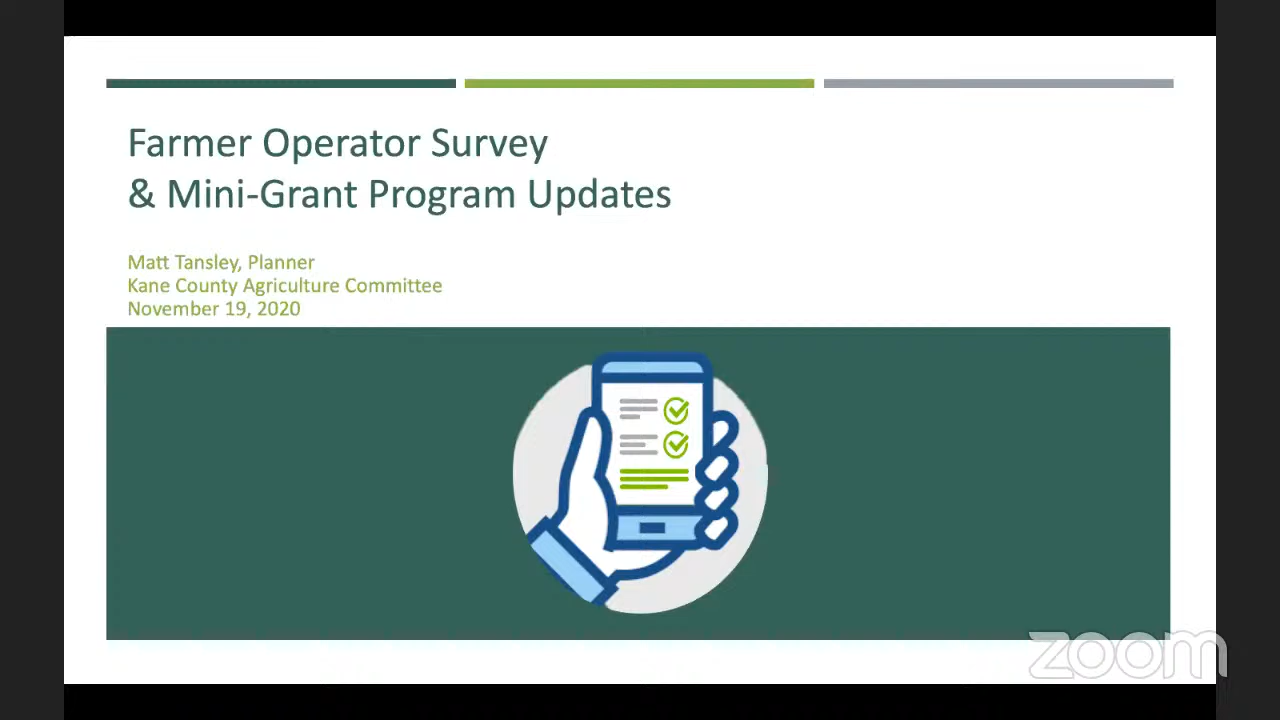 Farmer Operator Survey
& Mini-Grant Program Updates
Matt Tansley, Planner
Kane County Agriculture Committee
November 19, 2020
zoom